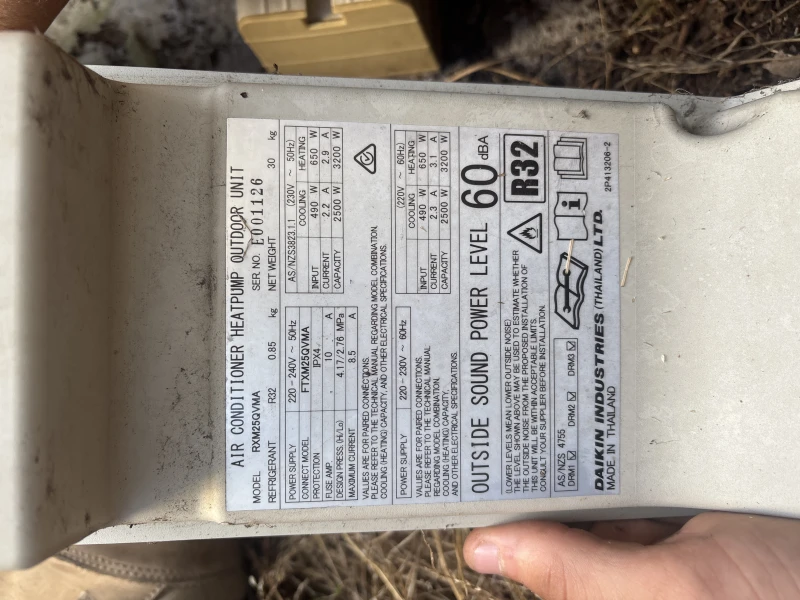 AIR CONDITIONER HEATPUMP OUTDOOR UNIT
MODEL RXM25QVMA SER. NO. E001126
REFRIGERANT R32 0.85 kg NET WEIGHT 30 kg
POWER SUPPLY 220 - 240V ~ 50Hz
CONNECT MODEL FTXM25QVMA
PROTECTION IPX4
FUSE AMP. 10 A
DESIGN PRESS. (Hi/Lo) 4.17/2.76 MPa
MAXIMUM CURRENT 8.5 A
AS/NZS3823.1.1 (230V ~ 50Hz)
COOLING HEATING
INPUT 490 W 650 W
CURRENT 2.2 A 2.9 A
CAPACITY 2500 W 3200 W
VALUES ARE FOR PAIRED CONNECTIONS.
PLEASE REFER TO THE TECHNICAL MANUAL REGARDING MODEL COMBINATION,
COOLING (HEATING) CAPACITY, AND OTHER ELECTRICAL SPECIFICATIONS.
POWER SUPPLY 220 - 230V ~ 60Hz
VALUES ARE FOR PAIRED CONNECTIONS.
PLEASE REFER TO THE TECHNICAL MANUAL
REGARDING MODEL COMBINATION,
COOLING (HEATING) CAPACITY,
AND OTHER ELECTRICAL SPECIFICATIONS.
(220V ~ 60Hz)
COOLING HEATING
INPUT 490 W 650 W
CURRENT 2.3 A 3.1 A
CAPACITY 2500 W 3200 W
OUTSIDE SOUND POWER LEVEL 60 dBA
(LOWER LEVELS MEAN LOWER OUTSIDE NOISE)
THE LEVEL SHOWN ABOVE MAY BE USED TO ESTIMATE WHETHER
THE OUTSIDE NOISE FROM THE PROPOSED INSTALLATION OF
THIS UNIT WILL BE WITHIN ACCEPTABLE LIMITS.
CONSULT YOUR SUPPLIER BEFORE INSTALLATION.
R32
AS/NZS 4755
DRM1 ☑ DRM2 ☑ DRM3 ☑
DAIKIN INDUSTRIES (THAILAND) LTD.
MADE IN THAILAND 2P413206-2